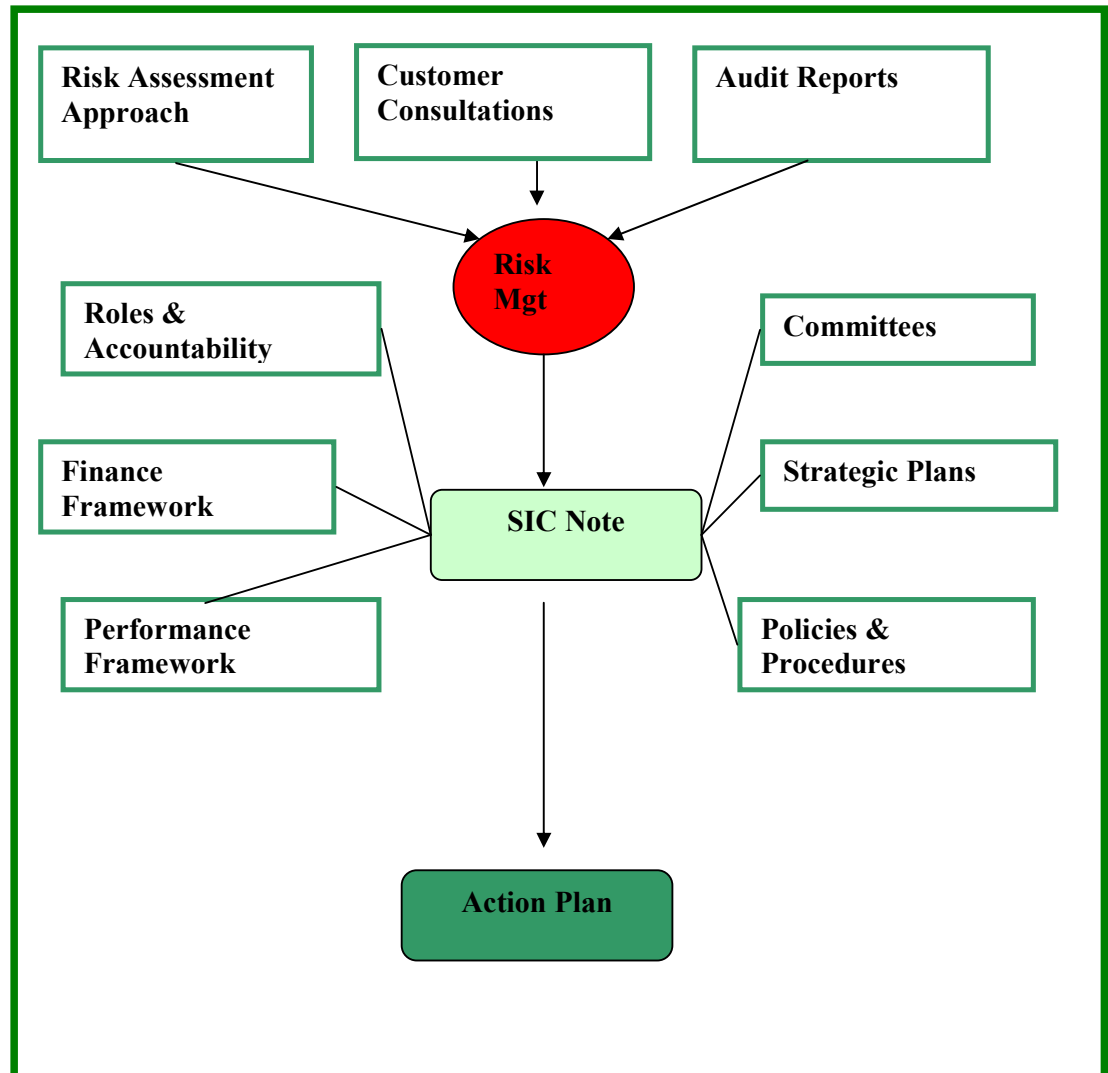 Risk Assessment
Approach
Customer
Consultations
Audit Reports
Risk
Mgt
Roles &
Accountability
Committees
Finance
Framework
Strategic Plans
SIC Note
Performance
Framework
Policies &
Procedures
Action Plan